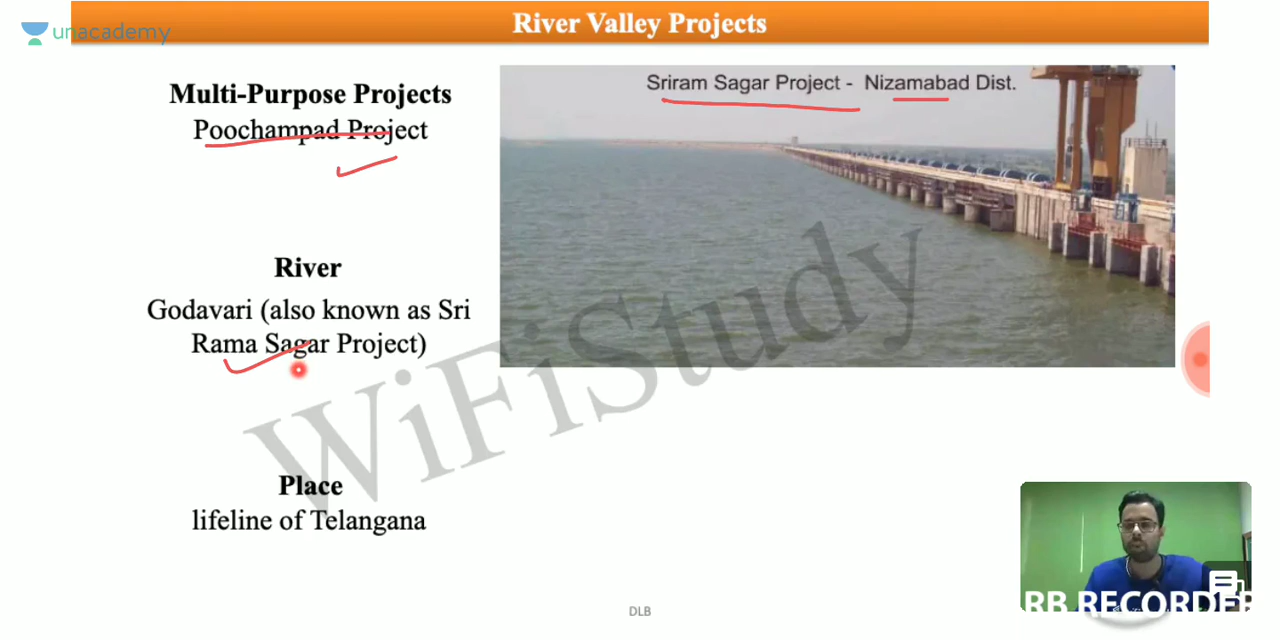 River Valley Projects
unacademy
Multi-Purpose Projects
Poochampad Project
Sriram Sagar Project - Nizamabad Dist.
River
Godavari (also known as Sri
Rama Sagar Project)
WiFiStudy
Place
lifeline of Telangana
RB RECORDER
DLB